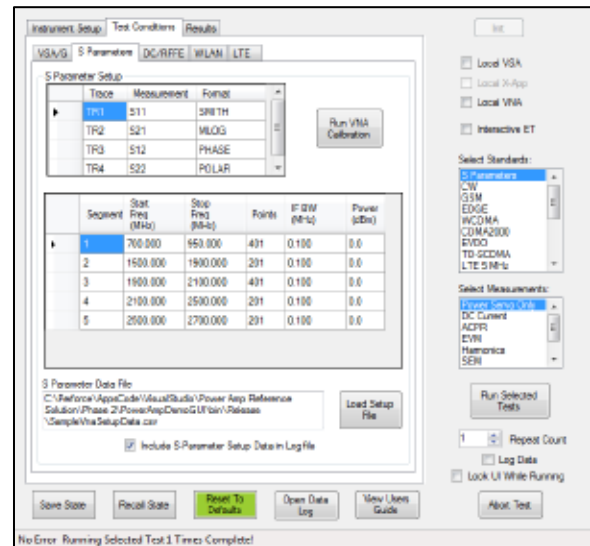 Instrument Setup Test Conditions Results
VSA/G S Parameters DC/RFFE WLAN LTE
S Parameter Setup
Trace Measurement Format
TR1 S11 SMITH
TR2 S21 MLOG
TR3 S12 PHASE
TR4 S22 POLAR
Run VNA
Calibration
Segment Start Freq (MHz) Stop Freq (MHz) Points IF BW (MHz) Power (dBm)
1 700.000 950.000 401 0.100 0.0
2 1500.000 1900.000 201 0.100 0.0
3 1900.000 2100.000 401 0.100 0.0
4 2100.000 2500.000 201 0.100 0.0
5 2500.000 2700.000 201 0.100 0.0
S Parameter Data File
C:\Perforce\AppsCode\VisualStudio\Power Amp Reference
Solution\Phase 2\PowerAmpDemoGUI\bin\Release
\SampleVnaSetupData.csv
Load Setup
File
Include S-Parameter Setup Data in Log file
Save State
Recall State
Reset To
Defaults
Open Data
Log
View Users
Guide
Init
Local VSA
Local X-App
Local VNA
Interactive ET
Select Standards:
S Parameters
CW
GSM
EDGE
WCDMA
CDMA2000
EVDO
TD-SCDMA
LTE 5 MHz
Select Measurements:
Power Servo Only
DC Current
ACPR
EVM
Harmonics
SEM
Run Selected
Tests
1 Repeat Count
Log Data
Lock UI While Running
Abort Test
No Error Running Selected Test 1 Times Complete!